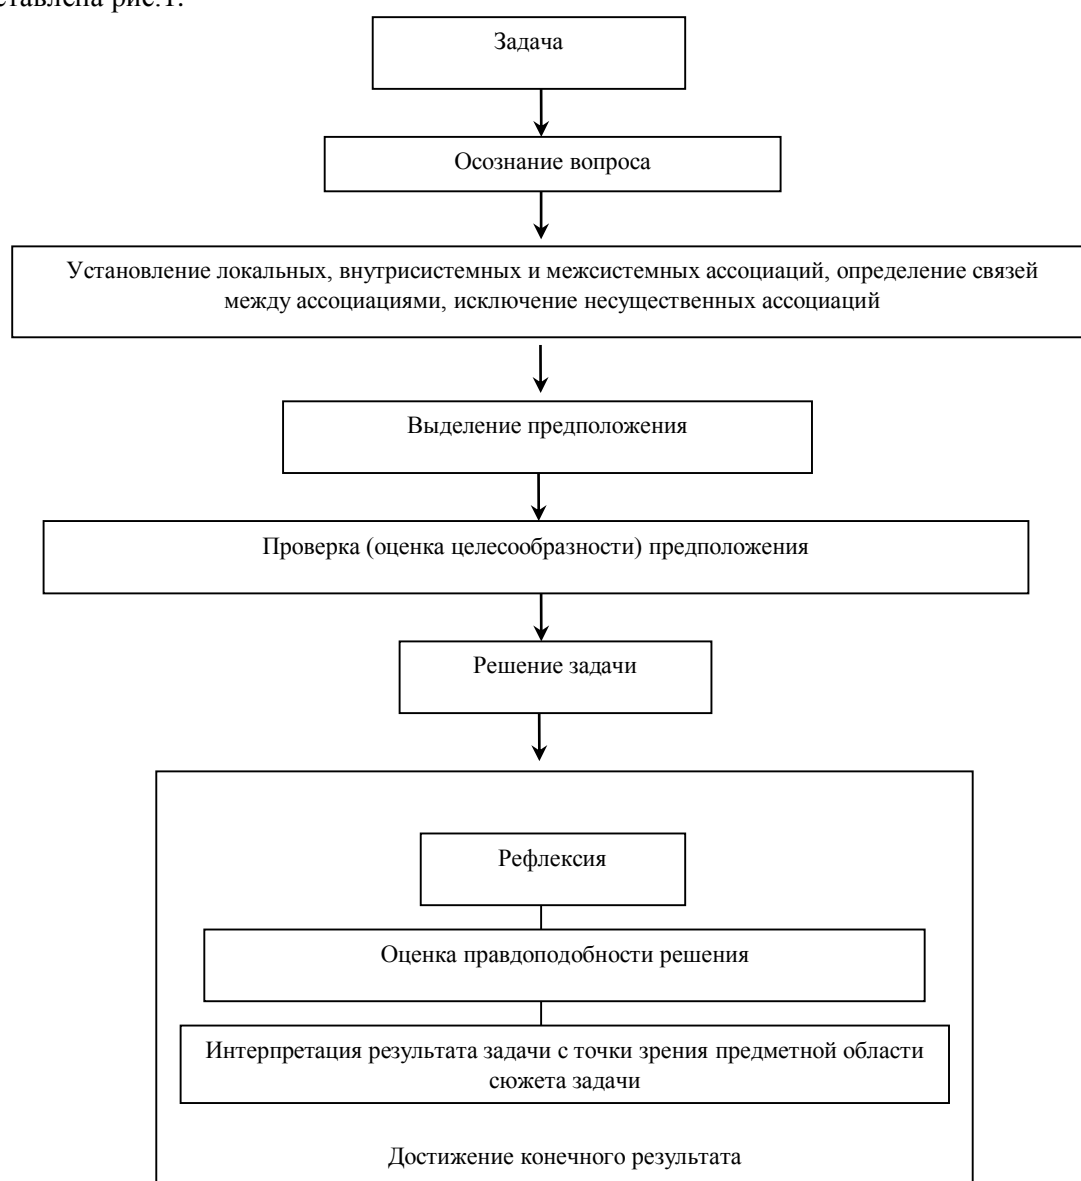 ставлена рис.1.
Задача
Осознание вопроса
Установление локальных, внутрисистемных и межсистемных ассоциаций, определение связей
между ассоциациями, исключение несущественных ассоциаций
Выделение предположения
Проверка (оценка целесообразности) предположения
Решение задачи
Рефлексия
Оценка правдоподобности решения
Интерпретация результата задачи с точки зрения предметной области
сюжета задачи
Достижение конечного результата